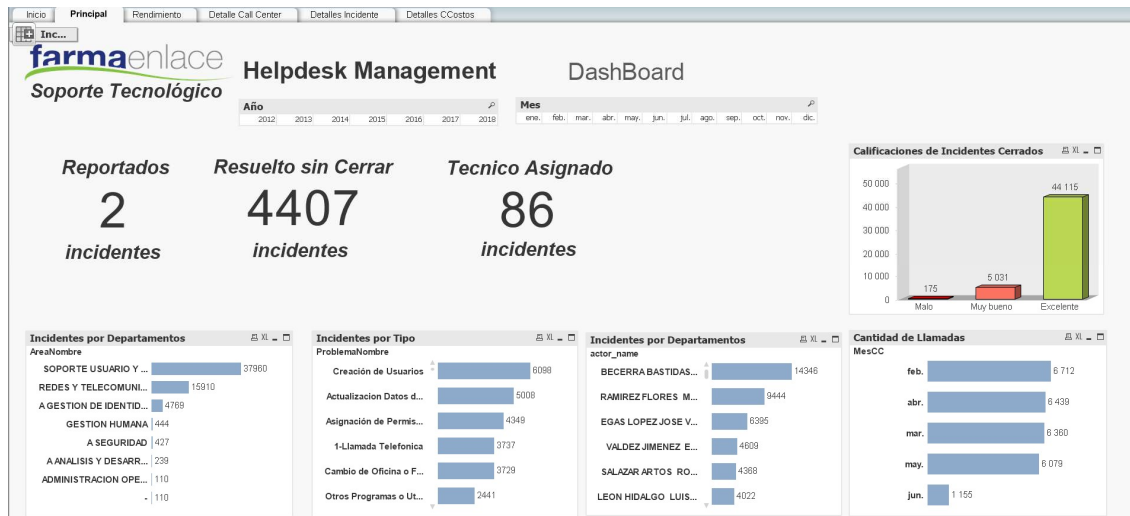 Inicio Principal Rendimiento Detalle Call Center Detalles Incidente Detalles CCostos
Inc...
farmaenlace
Soporte Tecnológico
Helpdesk Management
DashBoard
Año
2012 2013 2014 2015 2016 2017 2018
Mes
ene. feb. mar. abr. may. jun. jul. ago. sep. oct. nov. dic.
Reportados
2
incidentes
Resuelto sin Cerrar
4407
incidentes
Tecnico Asignado
86
incidentes
Calificaciones de Incidentes Cerrados XL
50 000
40 000
30 000
20 000
10 000
0
175
5 031
44 115
Malo Muy bueno Excelente
Incidentes por Departamentos XL
AreaNombre
SOPORTE USUARIO Y ... 37960
REDES Y TELECOMUNI... 15910
A GESTION DE IDENTID... 4769
GESTION HUMANA 444
A SEGURIDAD 427
A ANALISIS Y DESARR... 239
ADMINISTRACION OPE... 110
- 110
Incidentes por Tipo XL
ProblemaNombre
Creación de Usuarios 6098
Actualizacion Datos d... 5008
Asignación de Permis... 4349
1-Llamada Telefonica 3737
Cambio de Oficina o F... 3729
Otros Programas o Ut... 2441
Incidentes por Departamentos XL
actor_name
BECERRA BASTIDAS... 14346
RAMIREZ FLORES M... 9444
EGAS LOPEZ JOSE V... 6395
VALDEZ JIMENEZ E... 4609
SALAZAR ARTOS RO... 4368
LEON HIDALGO LUIS... 4022
Cantidad de Llamadas XL
MesCC
feb. 6 712
abr. 6 439
mar. 6 360
may. 6 079
jun. 1 155